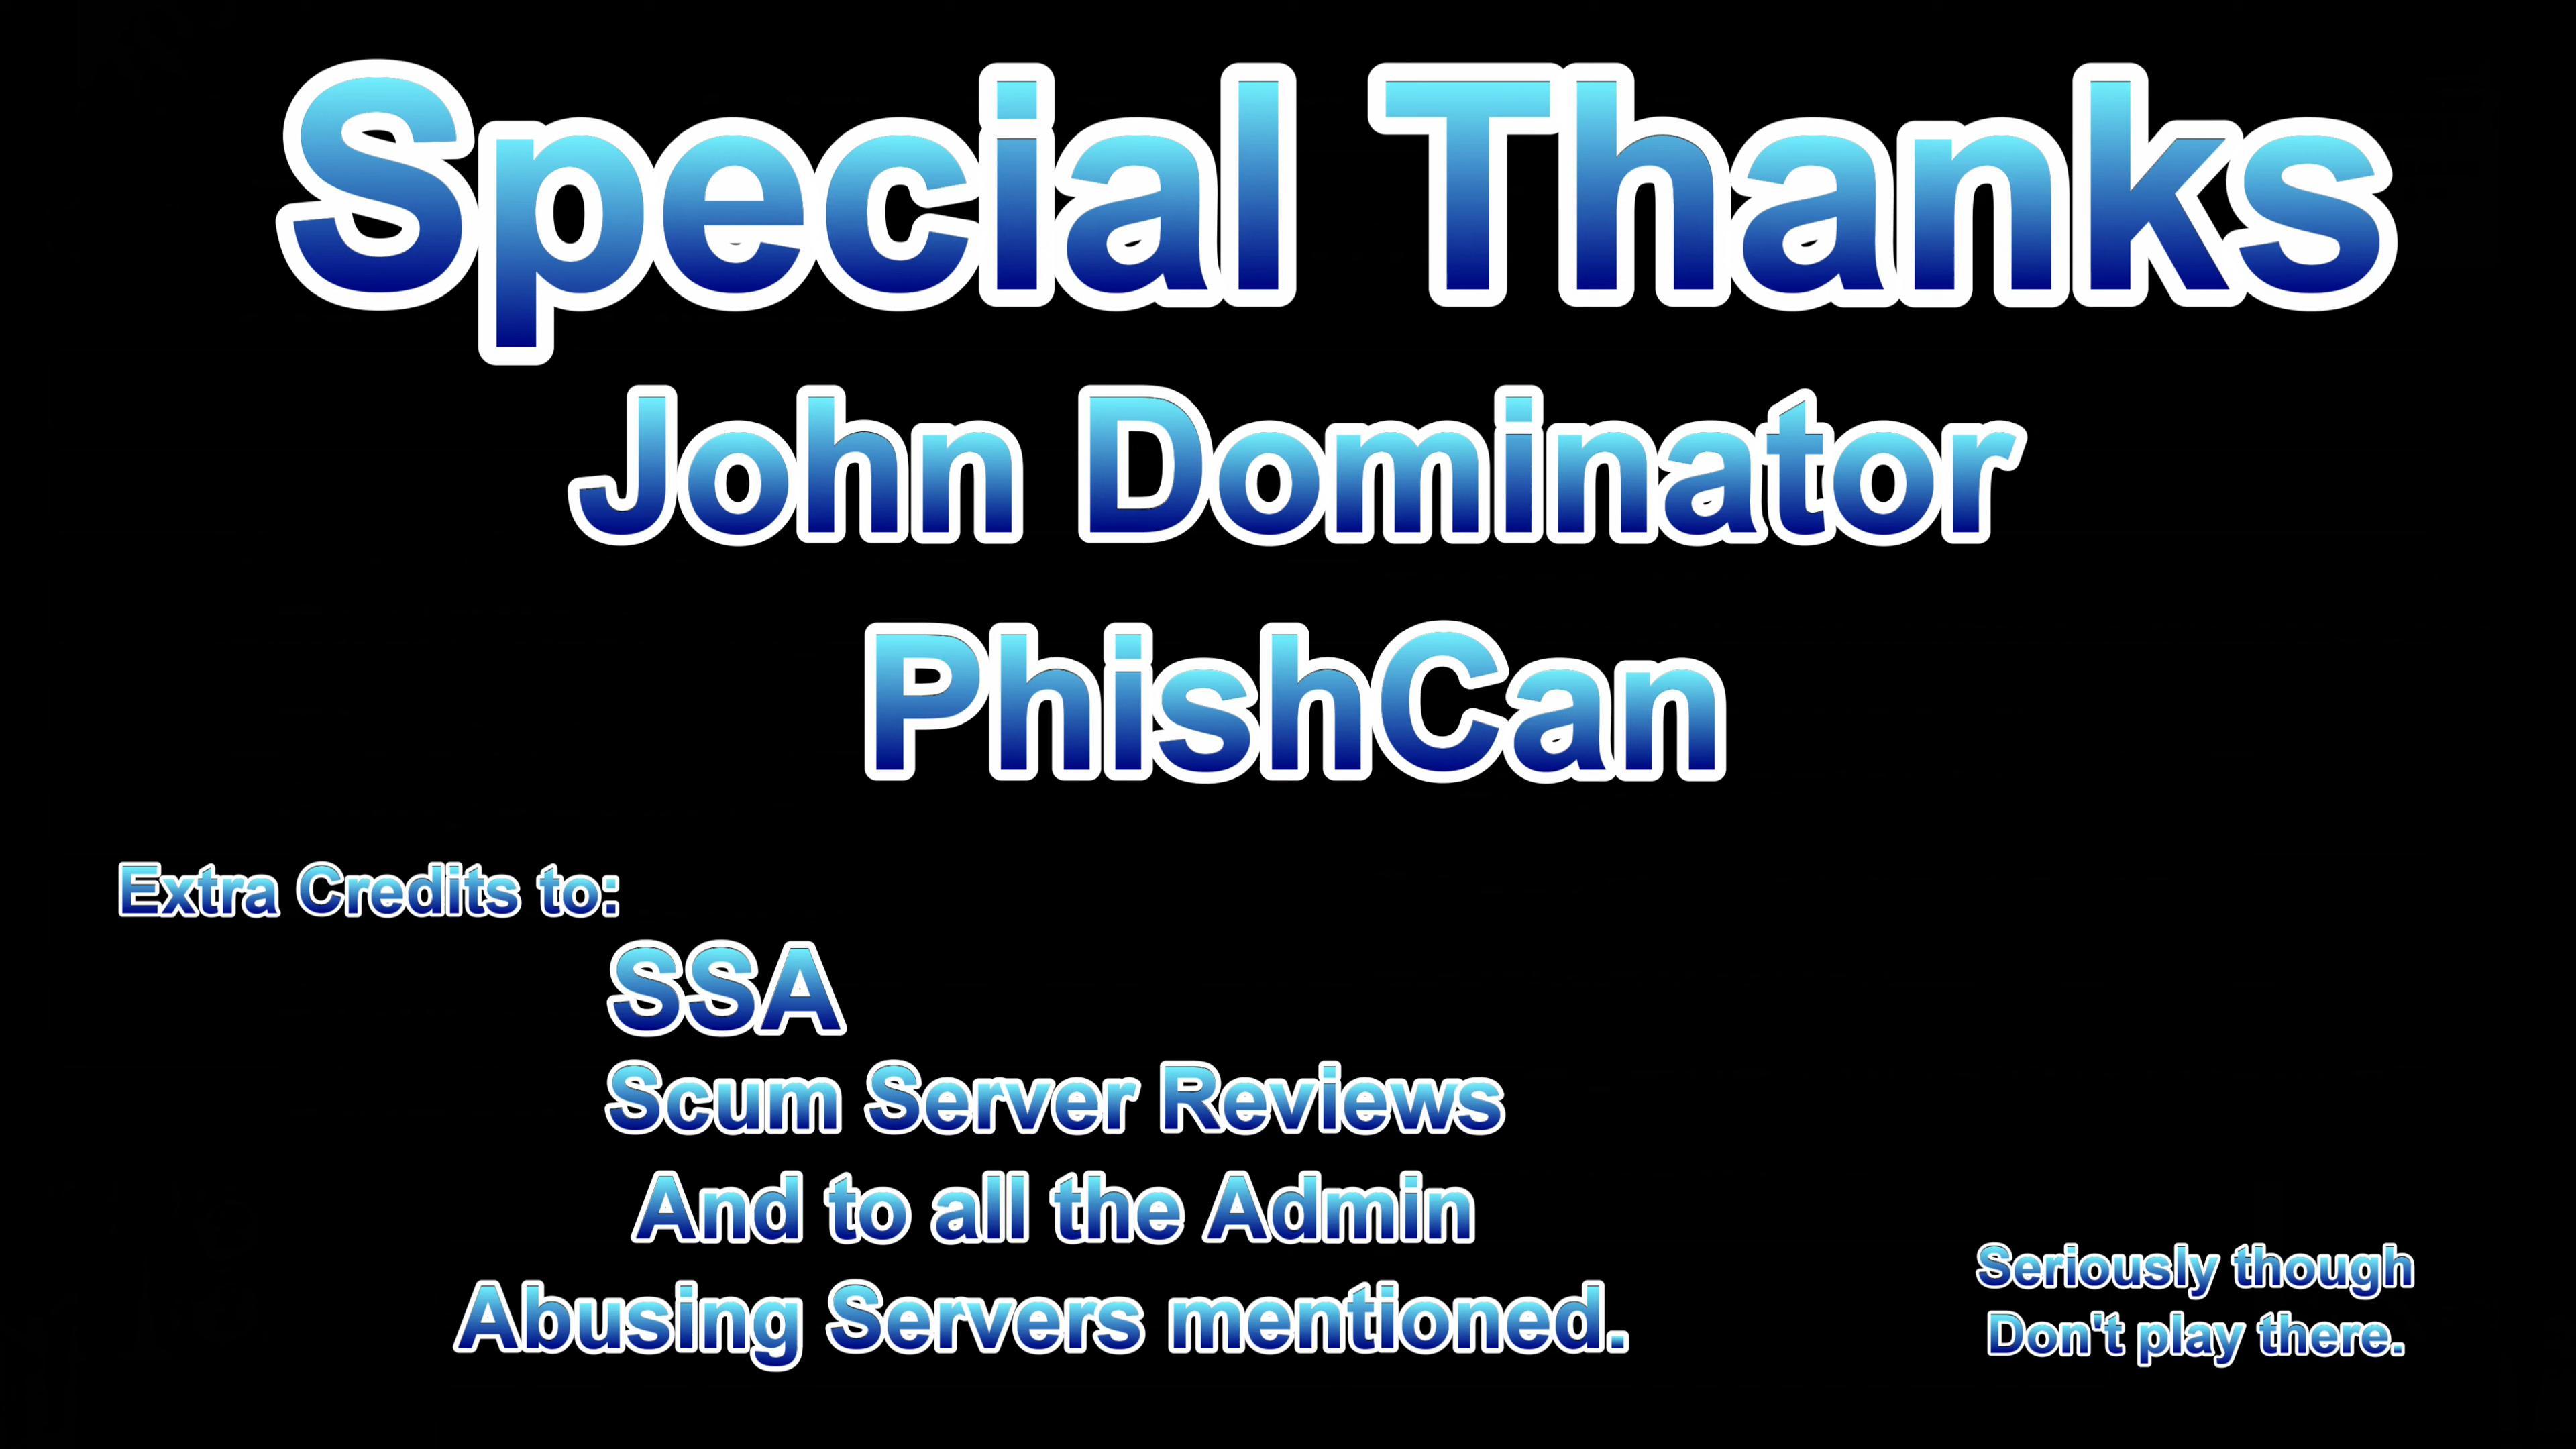 Special Thanks
John Dominator
PhishCan
Extra Credits to:
SSA
Scum Server Reviews
And to all the Admin
Abusing Servers mentioned.
Seriously though
Don't play there.